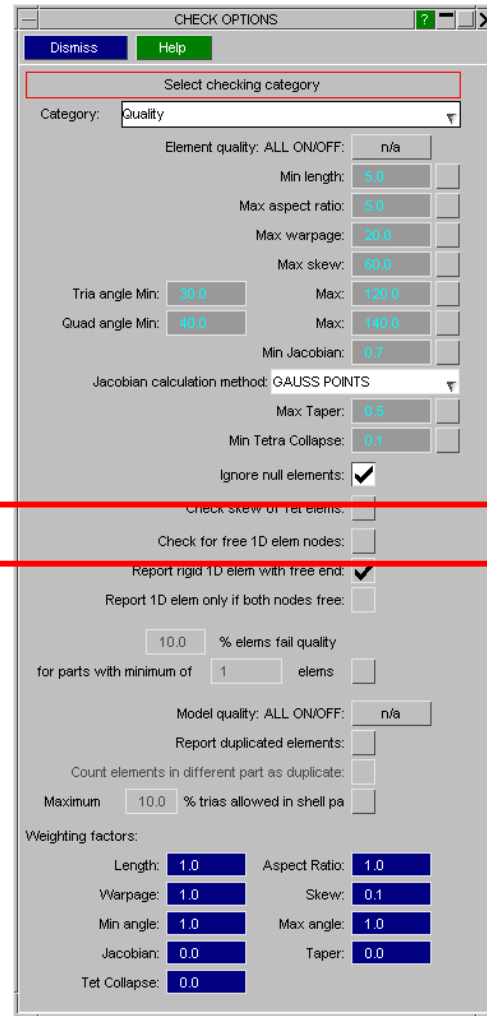 CHECK OPTIONS ?
Dismiss Help
Select checking category
Category: Quality
Element quality: ALL ON/OFF: n/a
Min length: 5.0
Max aspect ratio: 5.0
Max warpage: 20.0
Max skew: 60.0
Tria angle Min: 30.0 Max: 120.0
Quad angle Min: 40.0 Max: 140.0
Min Jacobian: 0.7
Jacobian calculation method: GAUSS POINTS
Max Taper: 0.5
Min Tetra Collapse: 0.1
Ignore null elements:
Check skew of Tet elems:
Check for free 1D elem nodes:
Report rigid 1D elem with free end:
Report 1D elem only if both nodes free:
10.0 % elems fail quality
for parts with minimum of 1 elems
Model quality: ALL ON/OFF: n/a
Report duplicated elements:
Count elements in different part as duplicate:
Maximum 10.0 % trias allowed in shell pa
Weighting factors:
Length: 1.0 Aspect Ratio: 1.0
Warpage: 1.0 Skew: 0.1
Min angle: 1.0 Max angle: 1.0
Jacobian: 0.0 Taper: 0.0
Tet Collapse: 0.0